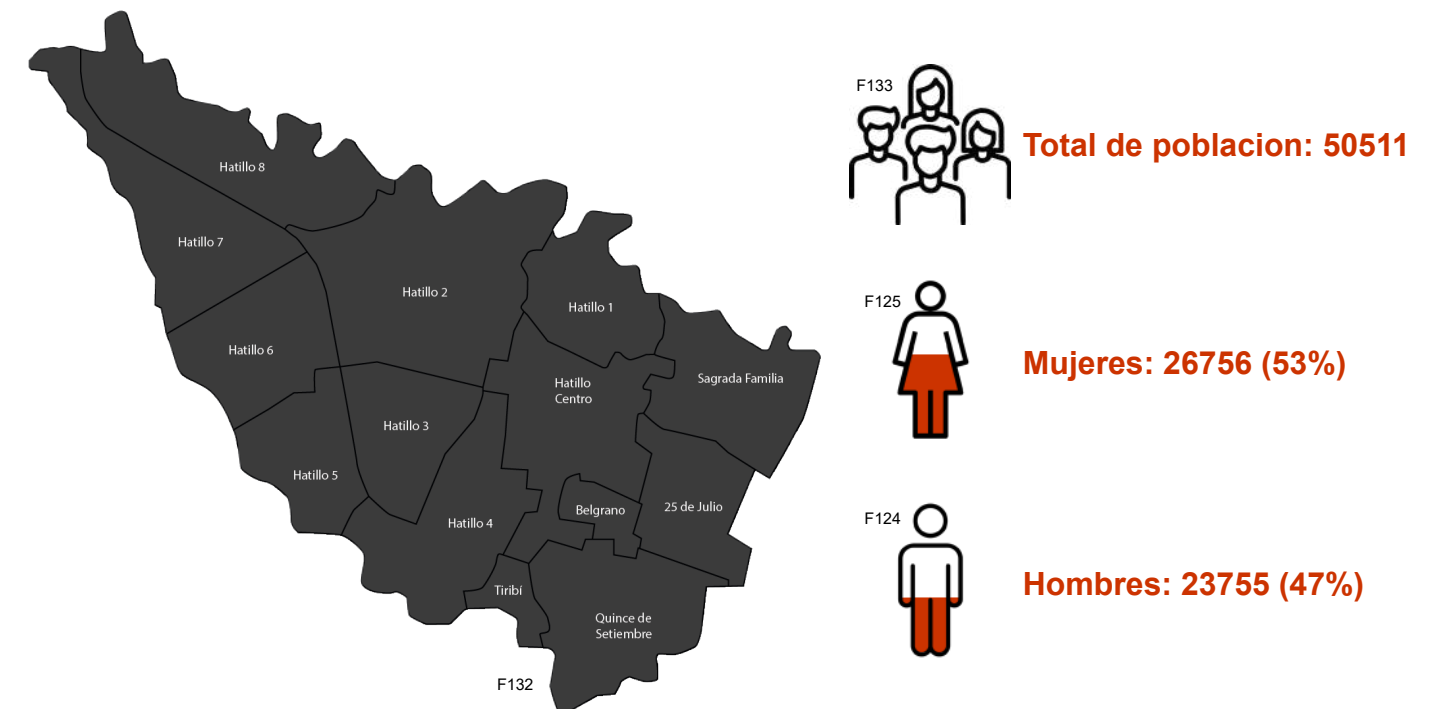 Hatillo 8
Hatillo 7
Hatillo 2
Hatillo 1
Hatillo 6
Sagrada Familia
Hatillo
Centro
Hatillo 3
Hatillo 5
25 de Julio
Belgrano
Hatillo 4
Tiribí
Quince de
Setiembre
F132
F133
Total de poblacion: 50511
F125
Mujeres: 26756 (53%)
F124
Hombres: 23755 (47%)